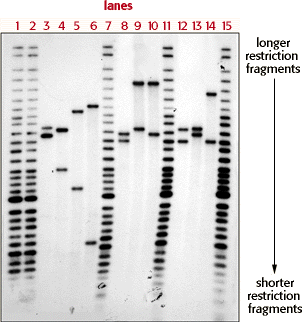 lanes
1 2 3 4 5 6 7 8 9 10 11 12 13 14 15
longer
restriction
fragments
shorter
restriction
fragments